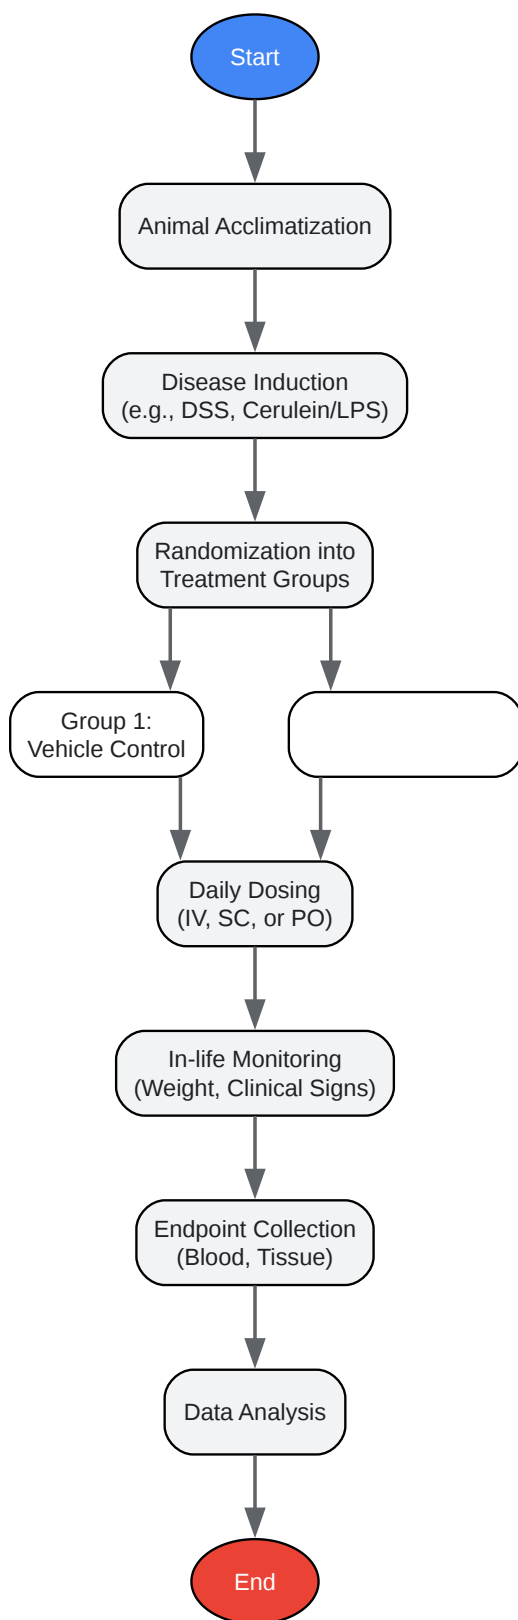 Start
Animal Acclimatization
Disease Induction
(e.g., DSS, Cerulein/LPS)
Randomization into
Treatment Groups
Group 1:
Vehicle Control
Daily Dosing
(IV, SC, or PO)
In-life Monitoring
(Weight, Clinical Signs)
Endpoint Collection
(Blood, Tissue)
Data Analysis
End